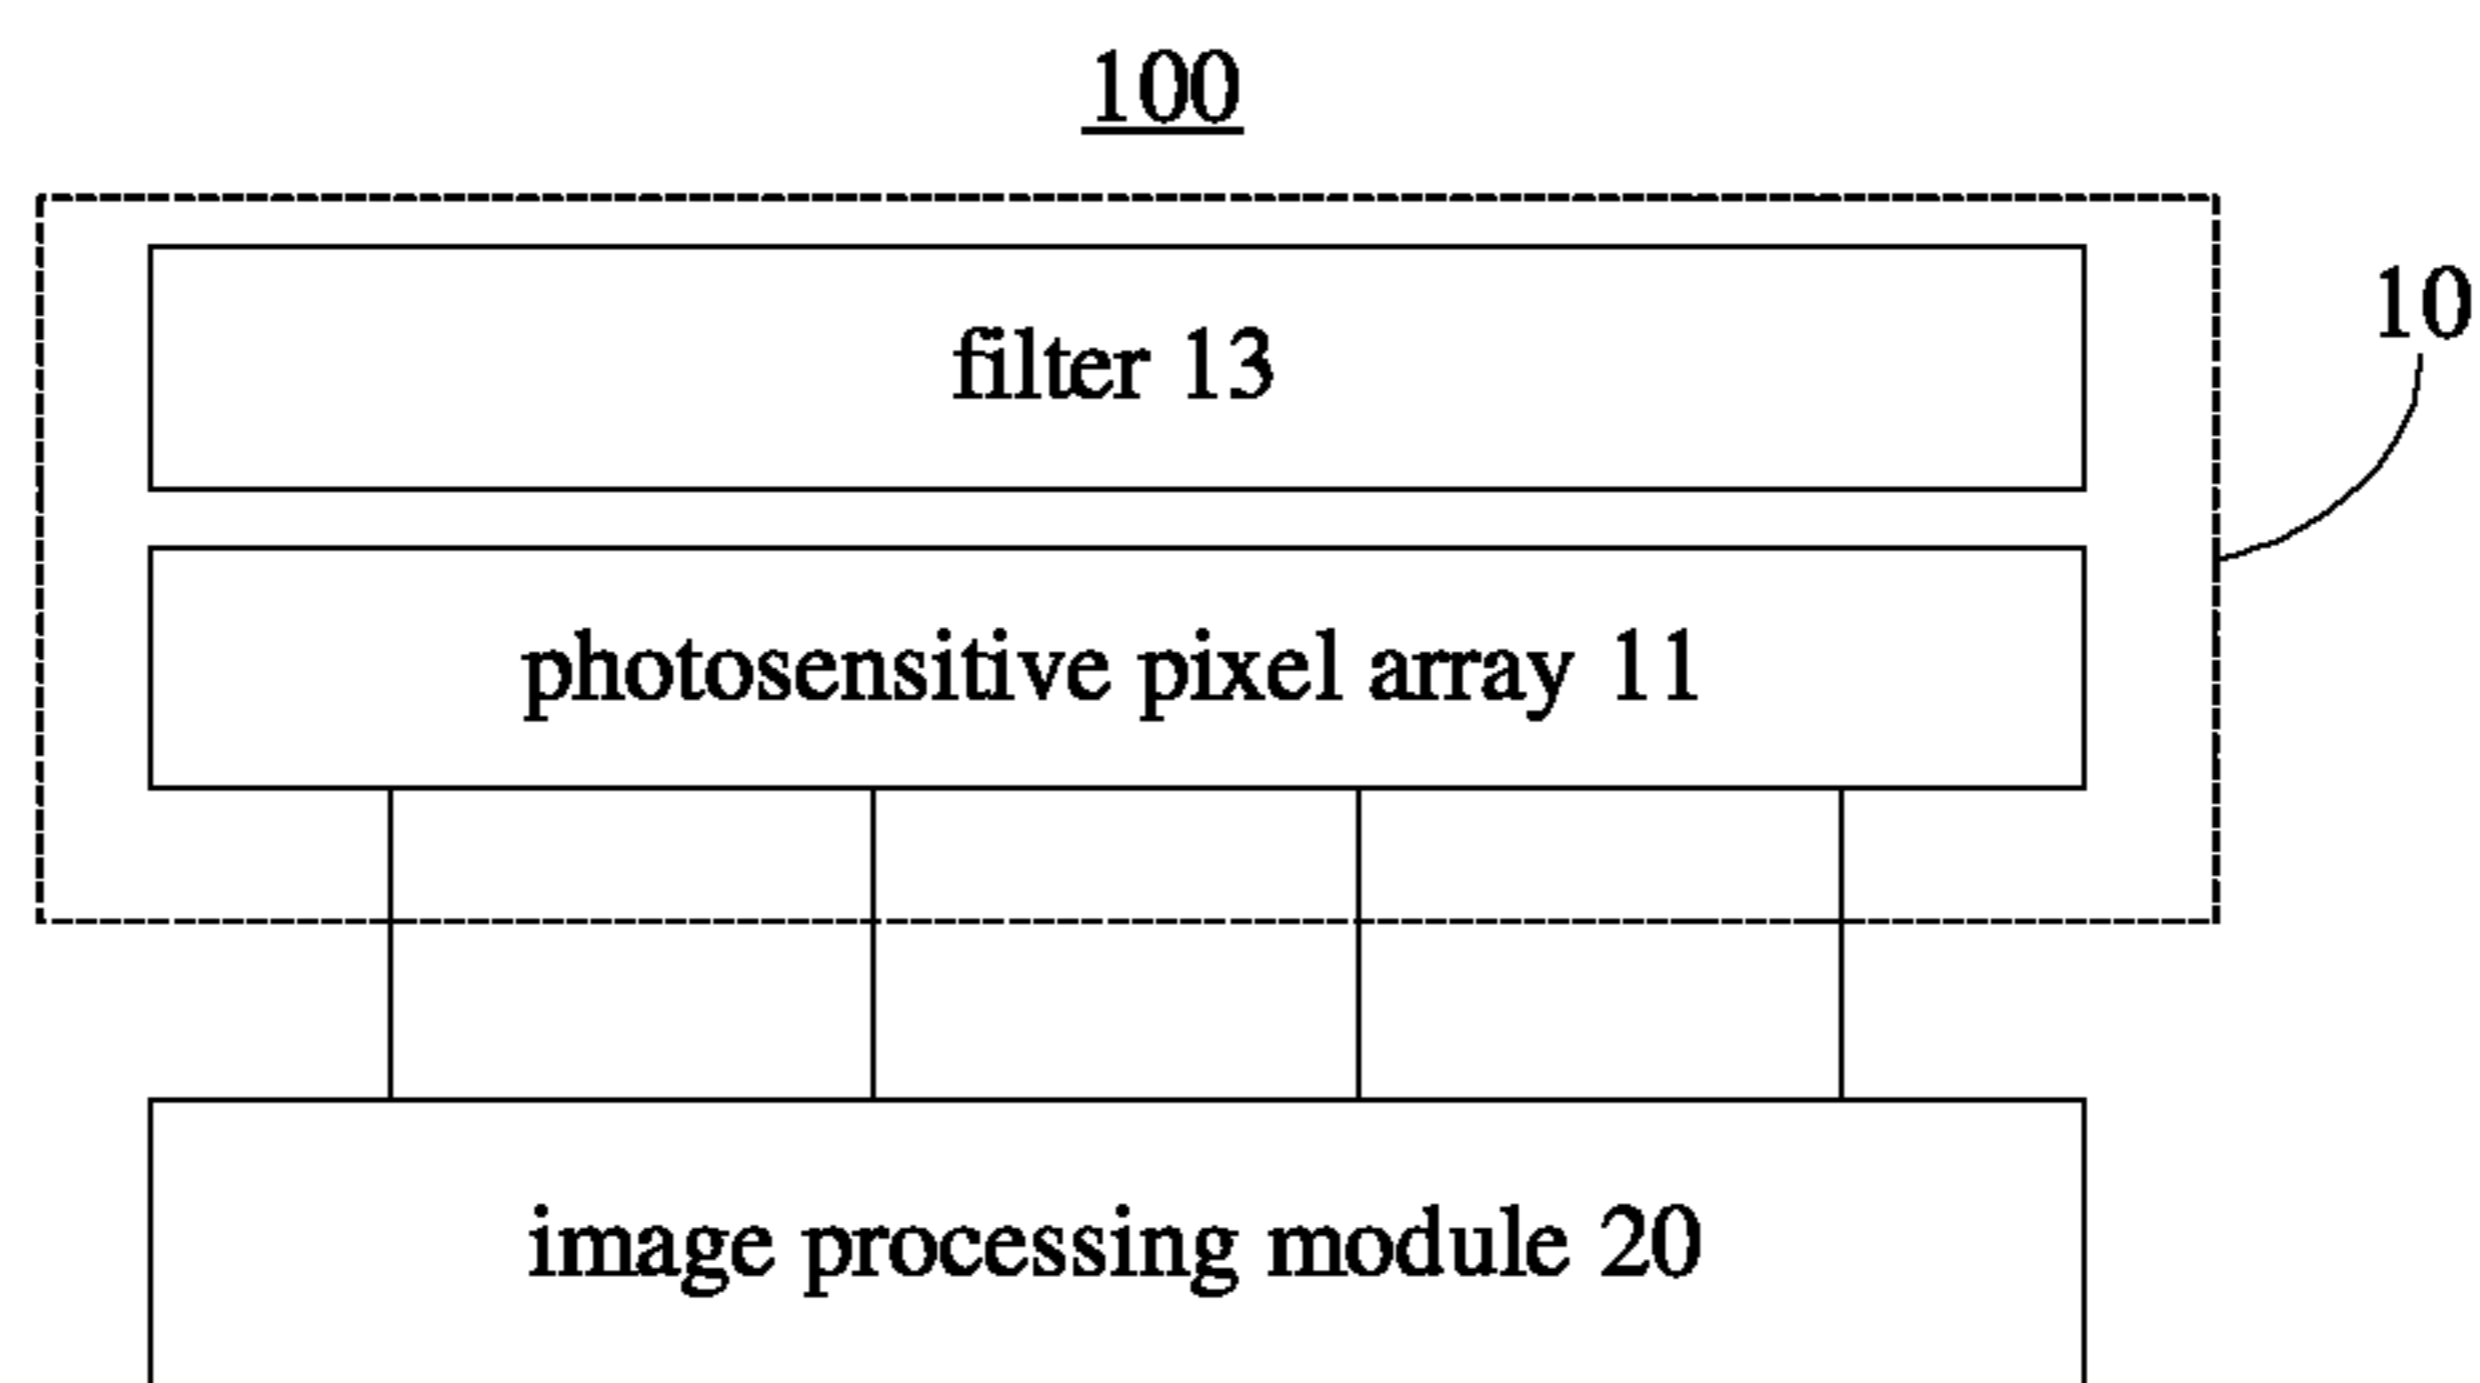 100
10
filter 13
photosensitive pixel array 11
image processing module 20